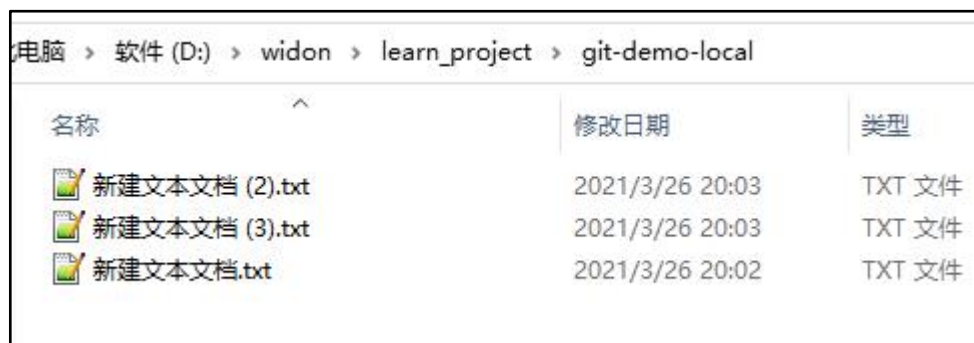 电脑 > 软件 (D:) > widon > learn_project > git-demo-local
名称 修改日期 类型
新建文本文档 (2).txt 2021/3/26 20:03 TXT 文件
新建文本文档 (3).txt 2021/3/26 20:03 TXT 文件
新建文本文档.txt 2021/3/26 20:02 TXT 文件